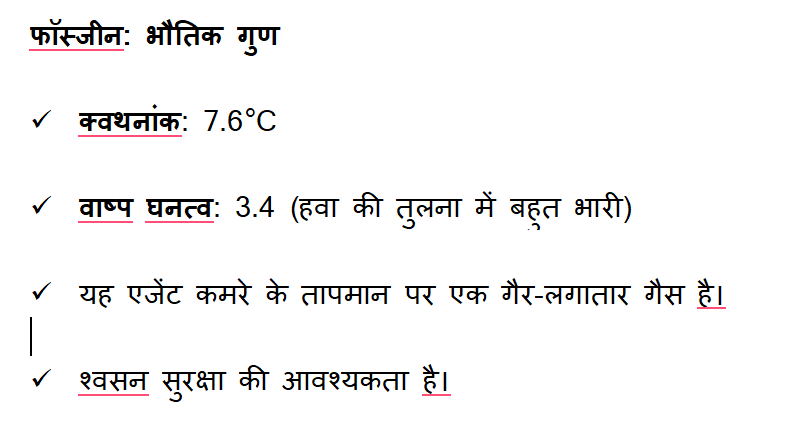 फॉस्जीन: भौतिक गुण
✓ क्वथनांक: 7.6°C
✓ वाष्प घनत्व: 3.4 (हवा की तुलना में बहुत भारी)
✓ यह एजेंट कमरे के तापमान पर एक गैर-लगातार गैस है।
✓ श्वसन सुरक्षा की आवश्यकता है।